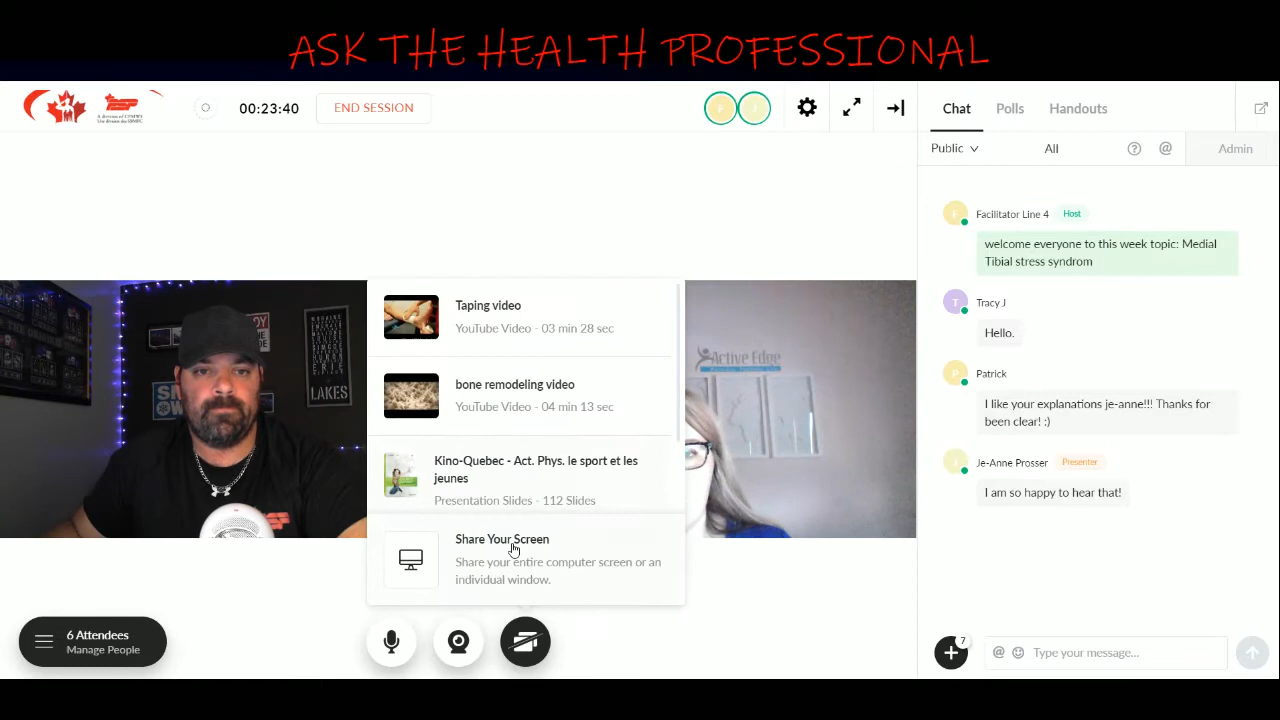 ASK THE HEALTH PROFESSIONAL
00:23:40
END SESSION
Chat
Polls
Handouts
Public
All
Admin
Facilitator Line 4
Host
welcome everyone to this week topic: Medial
Tibial stress syndrom
Tracy J
Hello.
Patrick
I like your explanations je-anne!!! Thanks for
been clear! :)
Je-Anne Prosser
Presenter
I am so happy to hear that!
Taping video
YouTube Video - 03 min 28 sec
bone remodeling video
YouTube Video - 04 min 13 sec
Kino-Quebec - Act. Phys. le sport et les
jeunes
Presentation Slides - 112 Slides
Share Your Screen
Share your entire computer screen or an
individual window.
Active Edge
LAKES
6 Attendees
Manage People
7
Type your message...